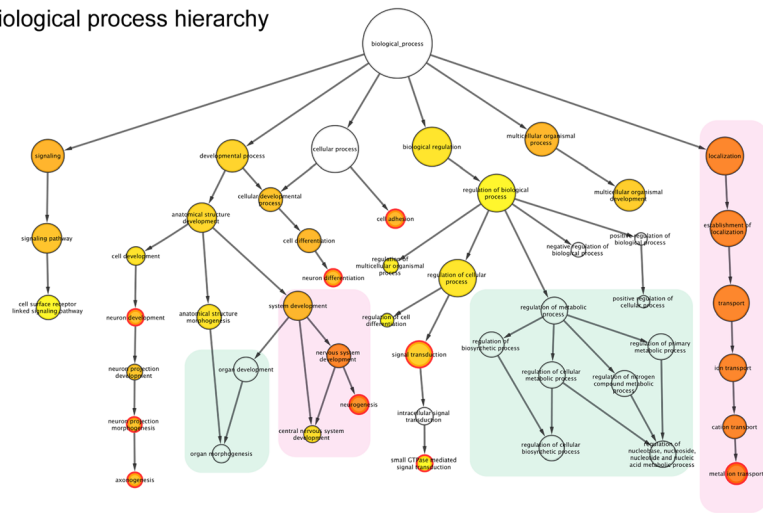 iological process hierarchy
biological_process
signaling
developmental process
cellular process
biological regulation
multicellular organismal
process
localization
cellular developmental
process
regulation of biological
process
multicellular organismal
development
anatomical structure
development
cell adhesion
establishment of
localization
signaling pathway
cell differentiation
negative regulation of
biological process
positive regulation of
biological process
cell development
regulation of
multicellular organismal
process
neuron differentiation
regulation of cellular
process
cell surface receptor
linked signaling pathway
neuron development
anatomical structure
morphogenesis
system development
regulation of cell
differentiation
regulation of metabolic
process
positive regulation of
cellular process
transport
nervous system
development
signal transduction
regulation of
biosynthetic process
regulation of primary
metabolic process
neuron projection
development
organ development
regulation of cellular
metabolic process
regulation of nitrogen
compound metabolic
process
ion transport
neurogenesis
neuron projection
morphogenesis
central nervous system
development
intracellular signal
transduction
cation transport
organ morphogenesis
regulation of cellular
biosynthetic process
regulation of
nucleobase, nucleoside,
nucleotide and nucleic
acid metabolic process
small GTPase mediated
signal transduction
axonogenesis
metal ion transport